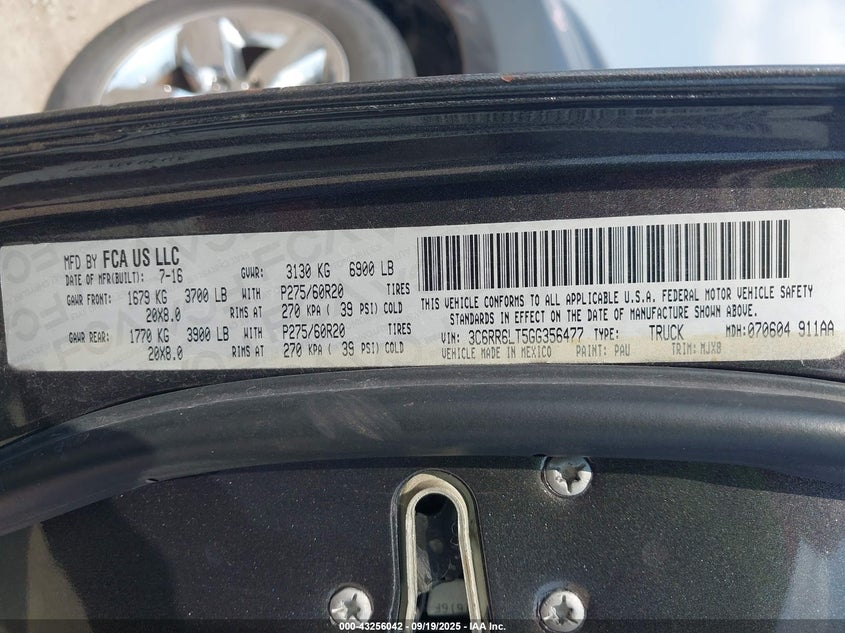 MFD BY FCA US LLC
DATE OF MFR(BUILT): 7-16 GVWR: 3130 KG 6900 LB
GAWR FRONT: 1679 KG 3700 LB WITH P275/60R20 TIRES
20X8.0 RIMS AT 270 KPA ( 39 PSI) COLD
GAWR REAR: 1770 KG 3900 LB WITH P275/60R20 TIRES
20X8.0 RIMS AT 270 KPA ( 39 PSI) COLD
THIS VEHICLE CONFORMS TO ALL APPLICABLE U.S.A. FEDERAL MOTOR VEHICLE SAFETY
STANDARDS IN EFFECT ON THE DATE OF MANUFACTURE SHOWN ABOVE.
VIN: 3C6RR6LT5GG356477 TYPE: TRUCK MDH: 070604 911AA
VEHICLE MADE IN MEXICO PAINT: PAU TRIM: MJX8
000-43256042 - 09/19/2025 - IAA Inc.